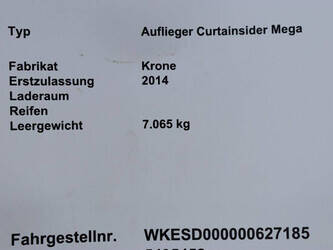 Typ Auflieger Curtainsider Mega
Fabrikat Krone
Erstzulassung 2014
Laderaum
Reifen
Leergewicht 7.065 kg
Fahrgestellnr. WKESD000000627185